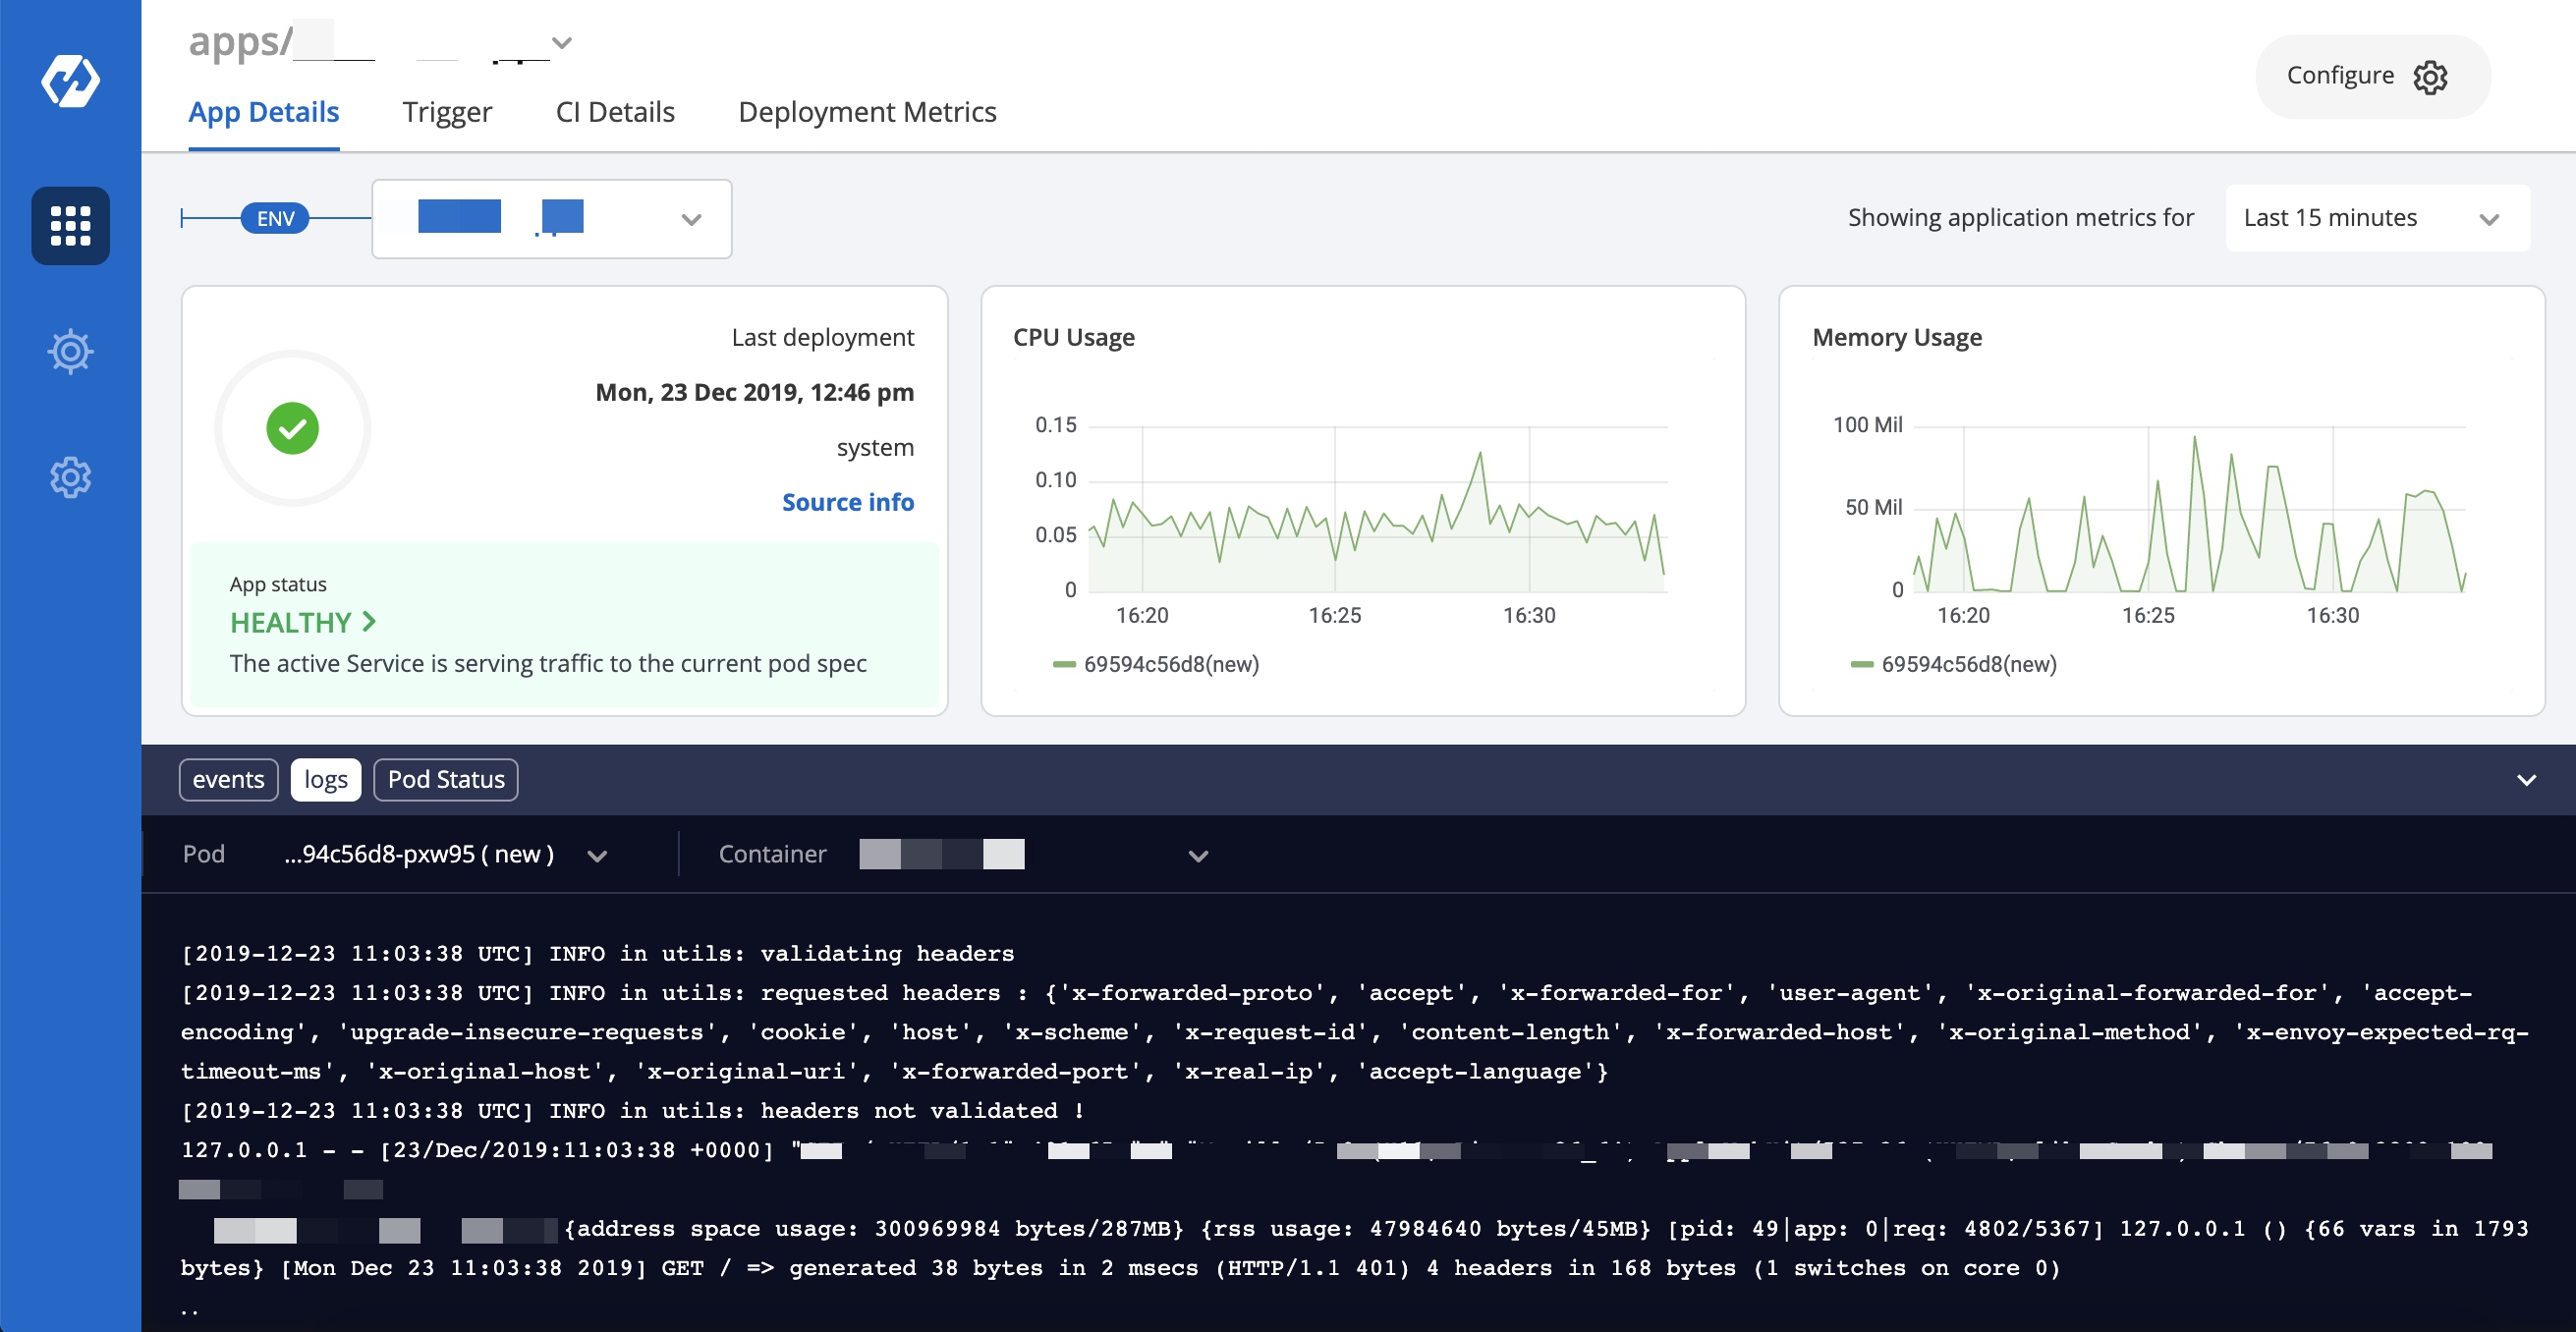 apps/
Configure
App Details Trigger CI Details Deployment Metrics
ENV
Showing application metrics for Last 15 minutes
Last deployment
Mon, 23 Dec 2019, 12:46 pm
system
Source info
App status
HEALTHY
The active Service is serving traffic to the current pod spec
CPU Usage
0.15
0.10
0.05
0
16:20 16:25 16:30
69594c56d8(new)
Memory Usage
100 Mil
50 Mil
0
16:20 16:25 16:30
69594c56d8(new)
events logs Pod Status
Pod ...94c56d8-pxw95 ( new ) Container
[2019-12-23 11:03:38 UTC] INFO in utils: validating headers
[2019-12-23 11:03:38 UTC] INFO in utils: requested headers : {'x-forwarded-proto', 'accept', 'x-forwarded-for', 'user-agent', 'x-original-forwarded-for', 'accept-
encoding', 'upgrade-insecure-requests', 'cookie', 'host', 'x-scheme', 'x-request-id', 'content-length', 'x-forwarded-host', 'x-original-method', 'x-envoy-expected-rq-
timeout-ms', 'x-original-host', 'x-original-uri', 'x-forwarded-port', 'x-real-ip', 'accept-language'}
[2019-12-23 11:03:38 UTC] INFO in utils: headers not validated !
127.0.0.1 - - [23/Dec/2019:11:03:38 +0000] "
{address space usage: 300969984 bytes/287MB} {rss usage: 47984640 bytes/45MB} [pid: 49|app: 0|req: 4802/5367] 127.0.0.1 () {66 vars in 1793
bytes} [Mon Dec 23 11:03:38 2019] GET / => generated 38 bytes in 2 msecs (HTTP/1.1 401) 4 headers in 168 bytes (1 switches on core 0)
..